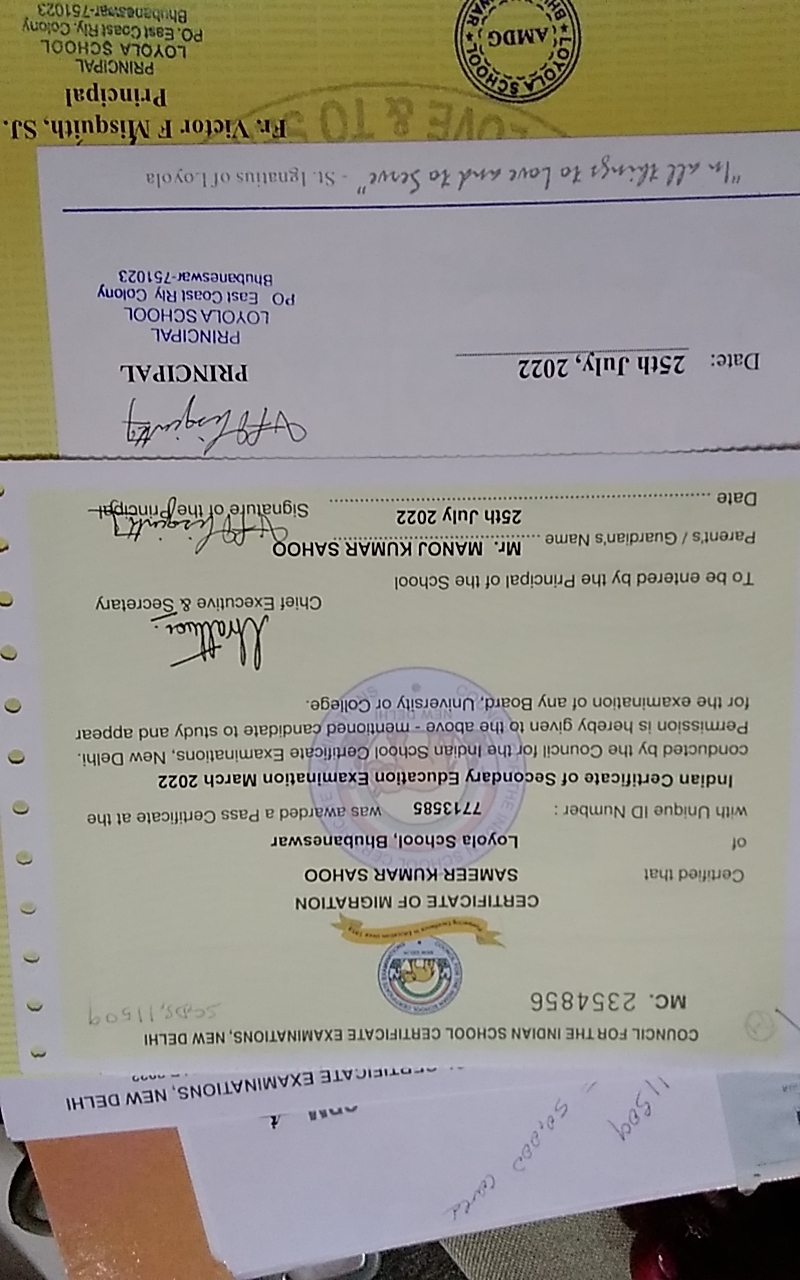 11509
50,000
CERTIFICATE EXAMINATIONS, NEW DELHI
COUNCIL FOR THE INDIAN SCHOOL CERTIFICATE EXAMINATIONS, NEW DELHI
MC. 2354856
CERTIFICATE OF MIGRATION
Certified that SAMEER KUMAR SAHOO
of Loyola School, Bhubaneswar
with Unique ID Number : 7713585 was awarded a Pass Certificate at the
Indian Certificate of Secondary Education Examination March 2022
conducted by the Council for the Indian School Certificate Examinations, New Delhi.
Permission is hereby given to the above - mentioned candidate to study and appear
for the examination of any Board, University or College.
Chief Executive & Secretary
To be entered by the Principal of the School
Parent's / Guardian's Name Mr. MANOJ KUMAR SAHOO
Date 25th July 2022 Signature of the Principal
Date: 25th July, 2022 PRINCIPAL
PRINCIPAL
LOYOLA SCHOOL
PO East Coast Rly Colony
Bhubaneswar-751023
"In all things to Love and to Serve" - St. Ignatius of Loyola
LOVE & TO
Fr. Victor F Misquith, SJ.
Principal
PRINCIPAL
LOYOLA SCHOOL
PO. East Coast Rly. Colony
Bhubaneswar-751023
LOYOLA SCHOOL
AMDG